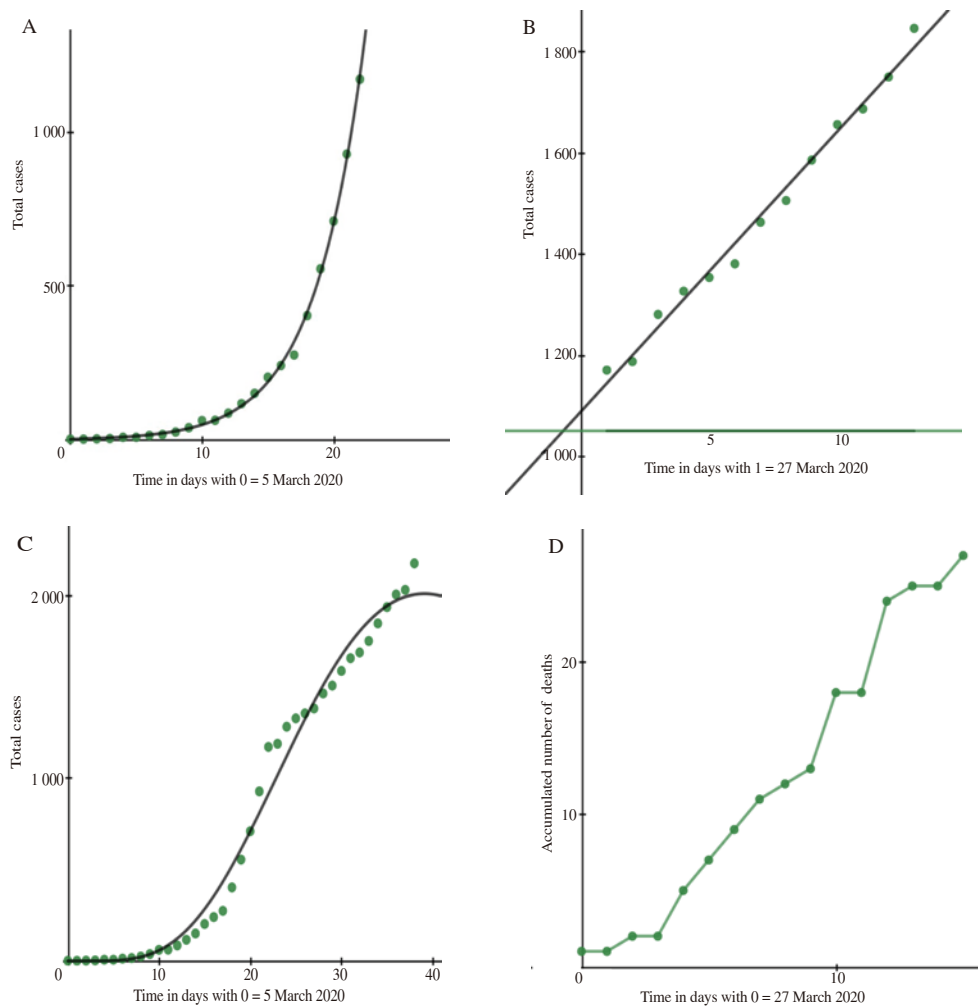 A
1 000
500
Total cases
0
10
20
Time in days with 0 = 5 March 2020
B
1 800
1 600
1 400
1 200
1 000
Total cases
5
10
Time in days with 1 = 27 March 2020
C
2 000
1 000
Total cases
0
10
20
30
40
Time in days with 0 = 5 March 2020
D
20
10
Accumulated number of deaths
0
10
Time in days with 0 = 27 March 2020